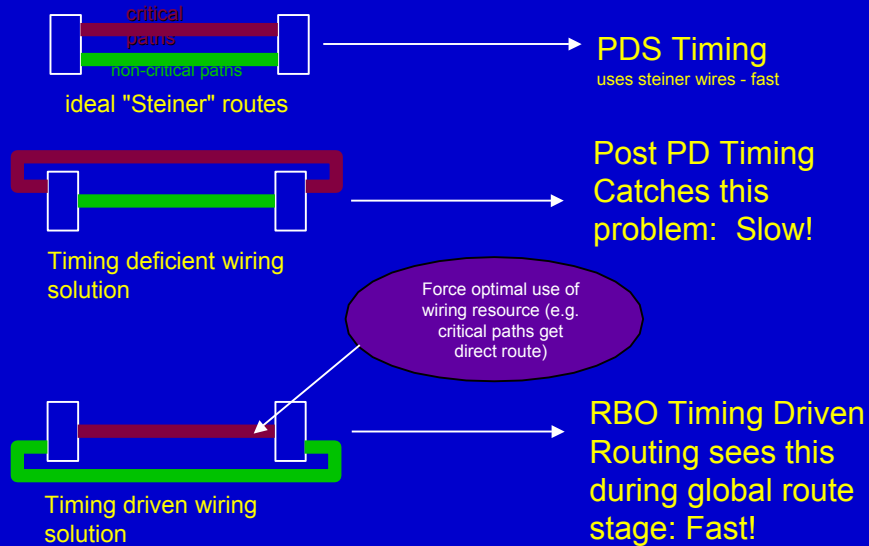 critical
paths
non-critical paths
ideal "Steiner" routes
PDS Timing
uses steiner wires - fast
Timing deficient wiring
solution
Post PD Timing
Catches this
problem:  Slow!
Force optimal use of
wiring resource (e.g.
critical paths get
direct route)
Timing driven wiring
solution
RBO Timing Driven
Routing sees this
during global route
stage: Fast!